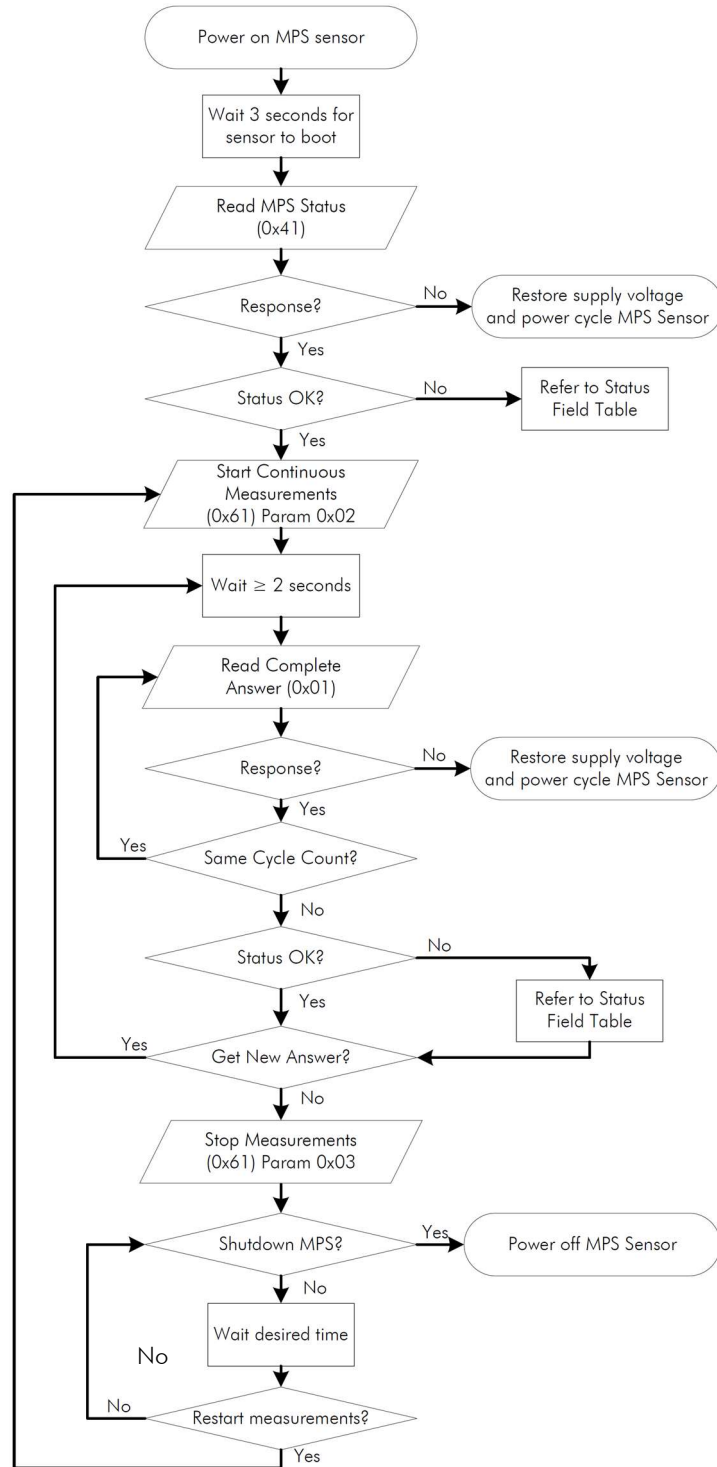 Power on MPS sensor
Wait 3 seconds for
sensor to boot
Read MPS Status
(0x41)
Response?
No
Restore supply voltage
and power cycle MPS Sensor
Yes
Status OK?
No
Refer to Status
Field Table
Yes
Start Continuous
Measurements
(0x61) Param 0x02
Wait ≥ 2 seconds
Read Complete
Answer (0x01)
Response?
No
Restore supply voltage
and power cycle MPS Sensor
Yes
Yes
Same Cycle Count?
No
Status OK?
No
Refer to Status
Field Table
Yes
Yes
Get New Answer?
No
Stop Measurements
(0x61) Param 0x03
Shutdown MPS?
Yes
Power off MPS Sensor
No
Wait desired time
No
No
Restart measurements?
Yes